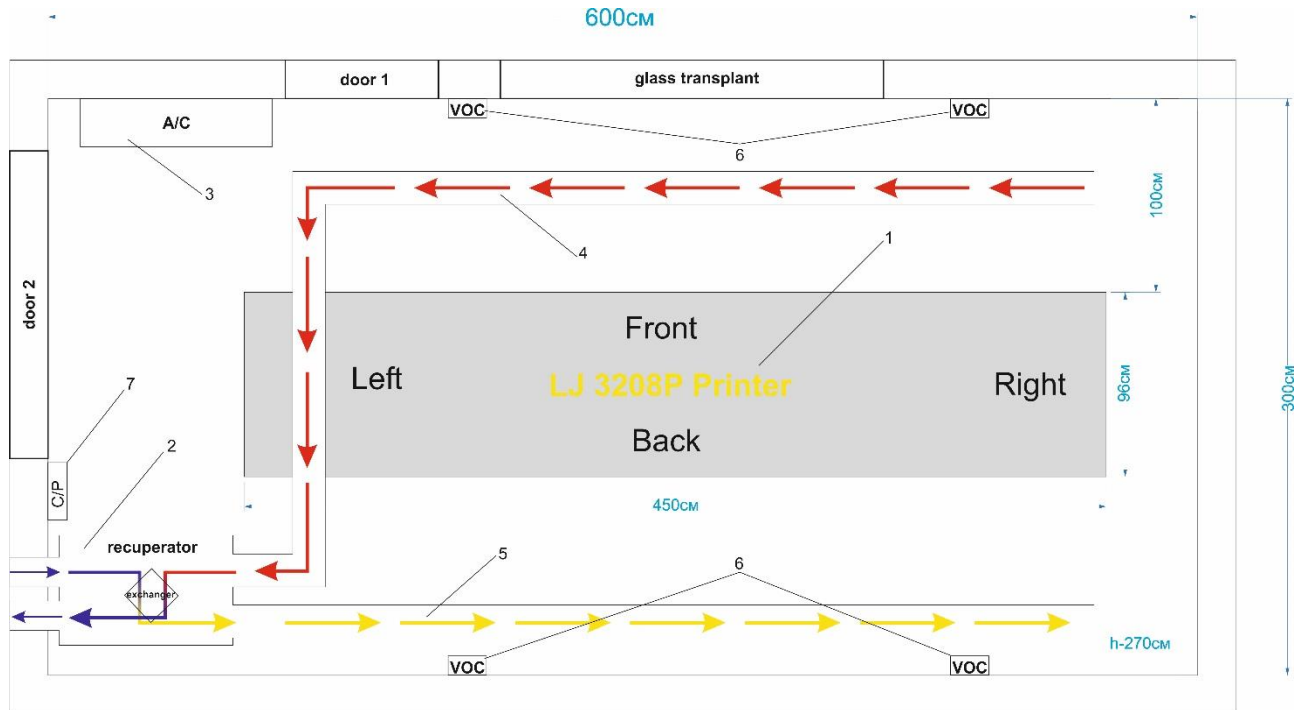 600см
door 1
glass transplant
A/C
VOC
VOC
3
6
100см
4
1
door 2
Front
Left
LJ 3208P Printer
Right
Back
96см
300см
7
2
C/P
450см
recuperator
5
6
exchanger
h-270см
VOC
VOC